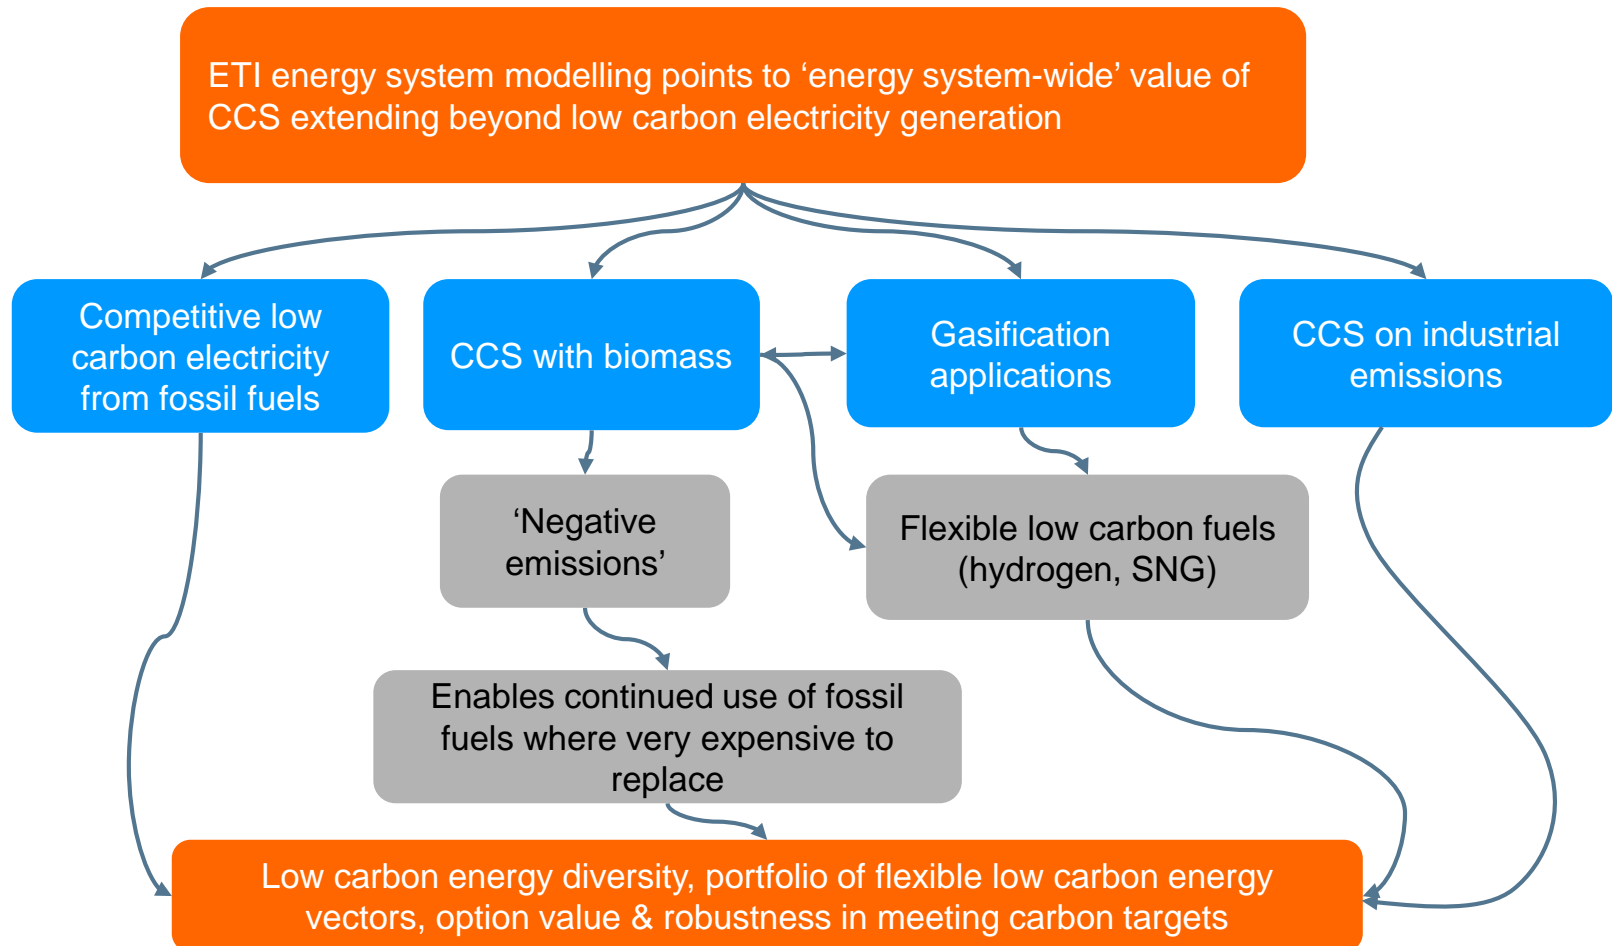 ETI energy system modelling points to ‘energy system-wide’ value of
CCS extending beyond low carbon electricity generation
Competitive low
carbon electricity
from fossil fuels
CCS with biomass
Gasification
applications
CCS on industrial
emissions
‘Negative
emissions’
Flexible low carbon fuels
(hydrogen, SNG)
Enables continued use of fossil
fuels where very expensive to
replace
Low carbon energy diversity, portfolio of flexible low carbon energy
vectors, option value & robustness in meeting carbon targets